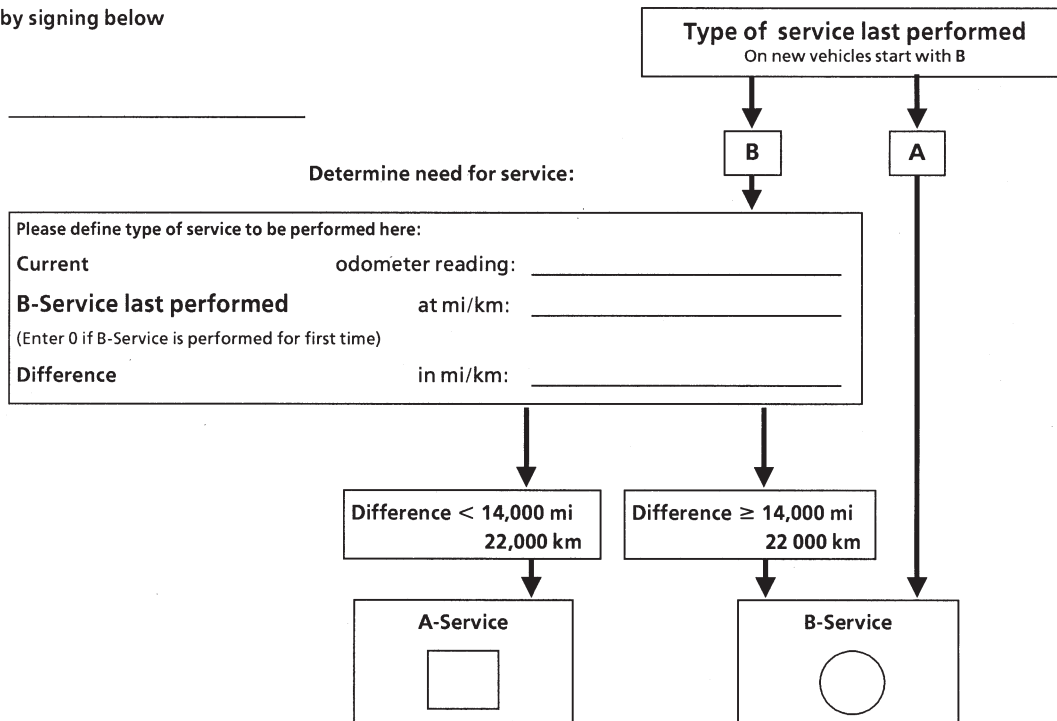 by signing below
Type of service last performed
On new vehicles start with B
B
A
Determine need for service:
Please define type of service to be performed here:
Current odometer reading:
B-Service last performed at mi/km:
(Enter 0 if B-Service is performed for first time)
Difference in mi/km:
Difference < 14,000 mi
22,000 km
Difference ≥ 14,000 mi
22 000 km
A-Service
B-Service